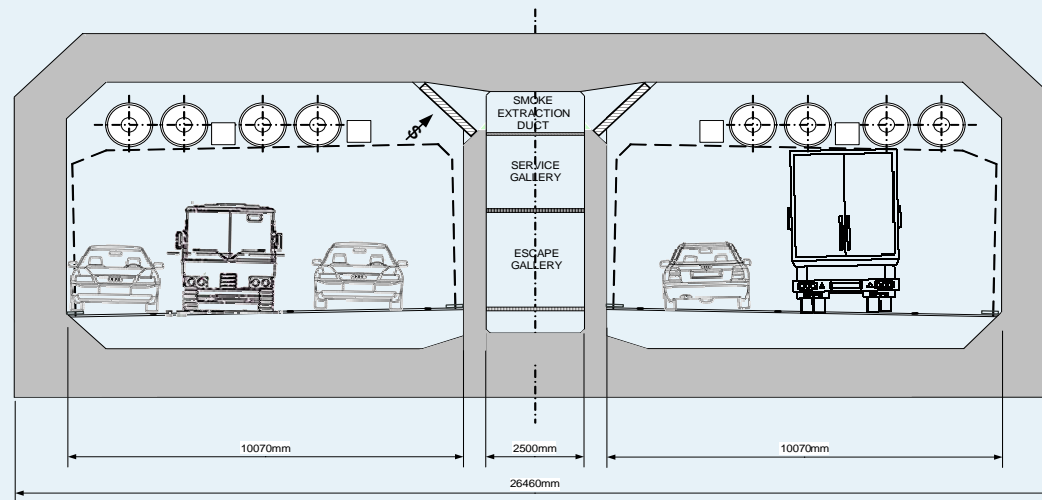 SMOKE
EXTRACTION
DUCT
SERVICE
GALLERY
ESCAPE
GALLERY
10070mm
2500mm
10070mm
26460mm